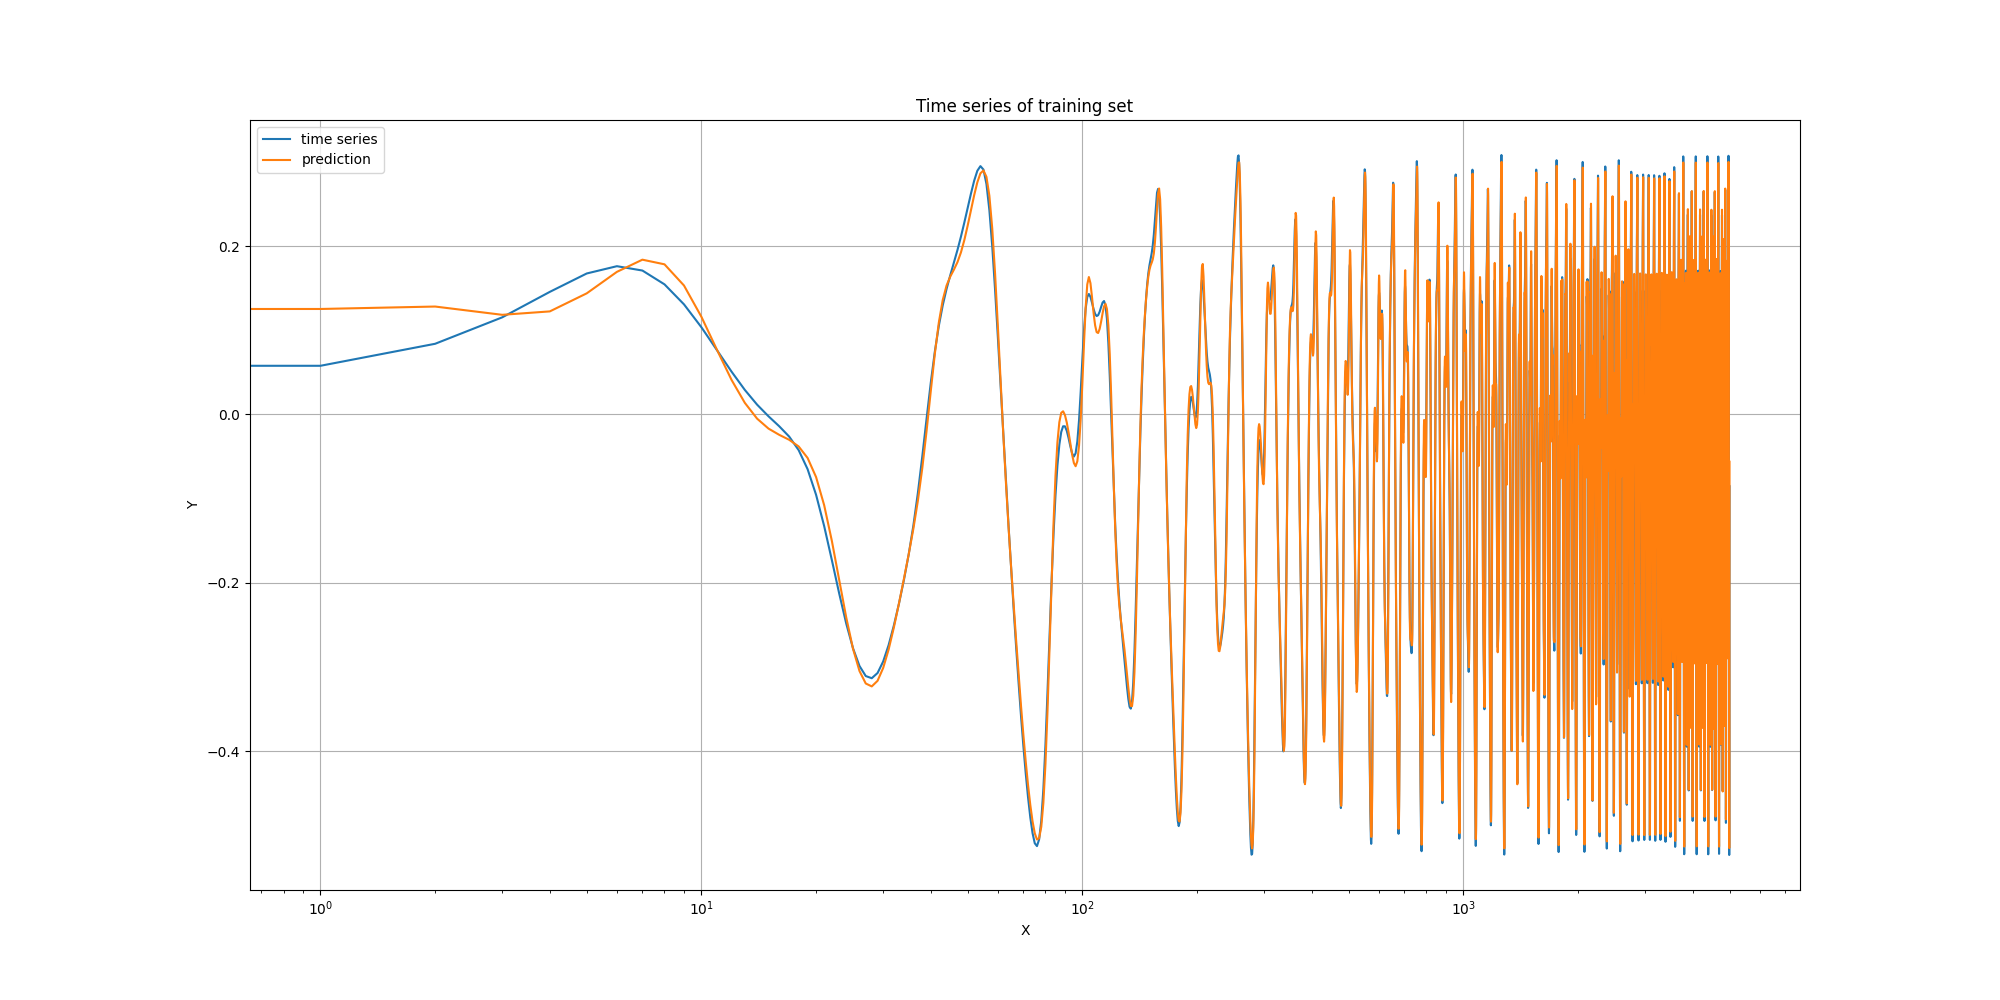 Time series of training set
time series
prediction
0.2
0.0
−0.2
−0.4
Y
10⁰ 10¹ 10² 10³
X